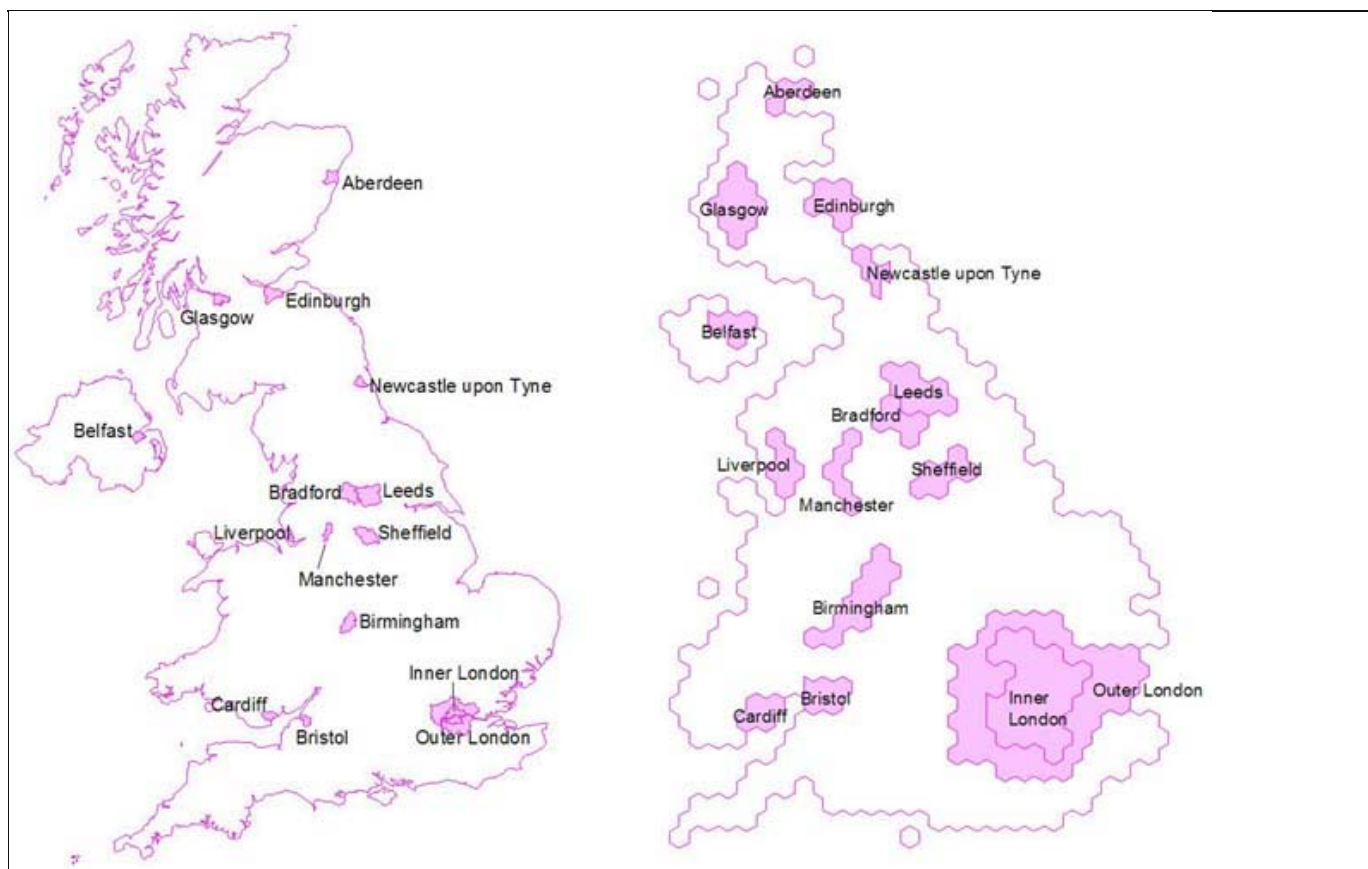 Aberdeen
Edinburgh
Glasgow
Newcastle upon Tyne
Belfast
Bradford
Leeds
Liverpool
Sheffield
Manchester
Birmingham
Inner London
Cardiff
Bristol
Outer London
Aberdeen
Glasgow
Edinburgh
Newcastle upon Tyne
Belfast
Leeds
Bradford
Liverpool
Sheffield
Manchester
Birmingham
Outer London
Inner
London
Bristol
Cardiff